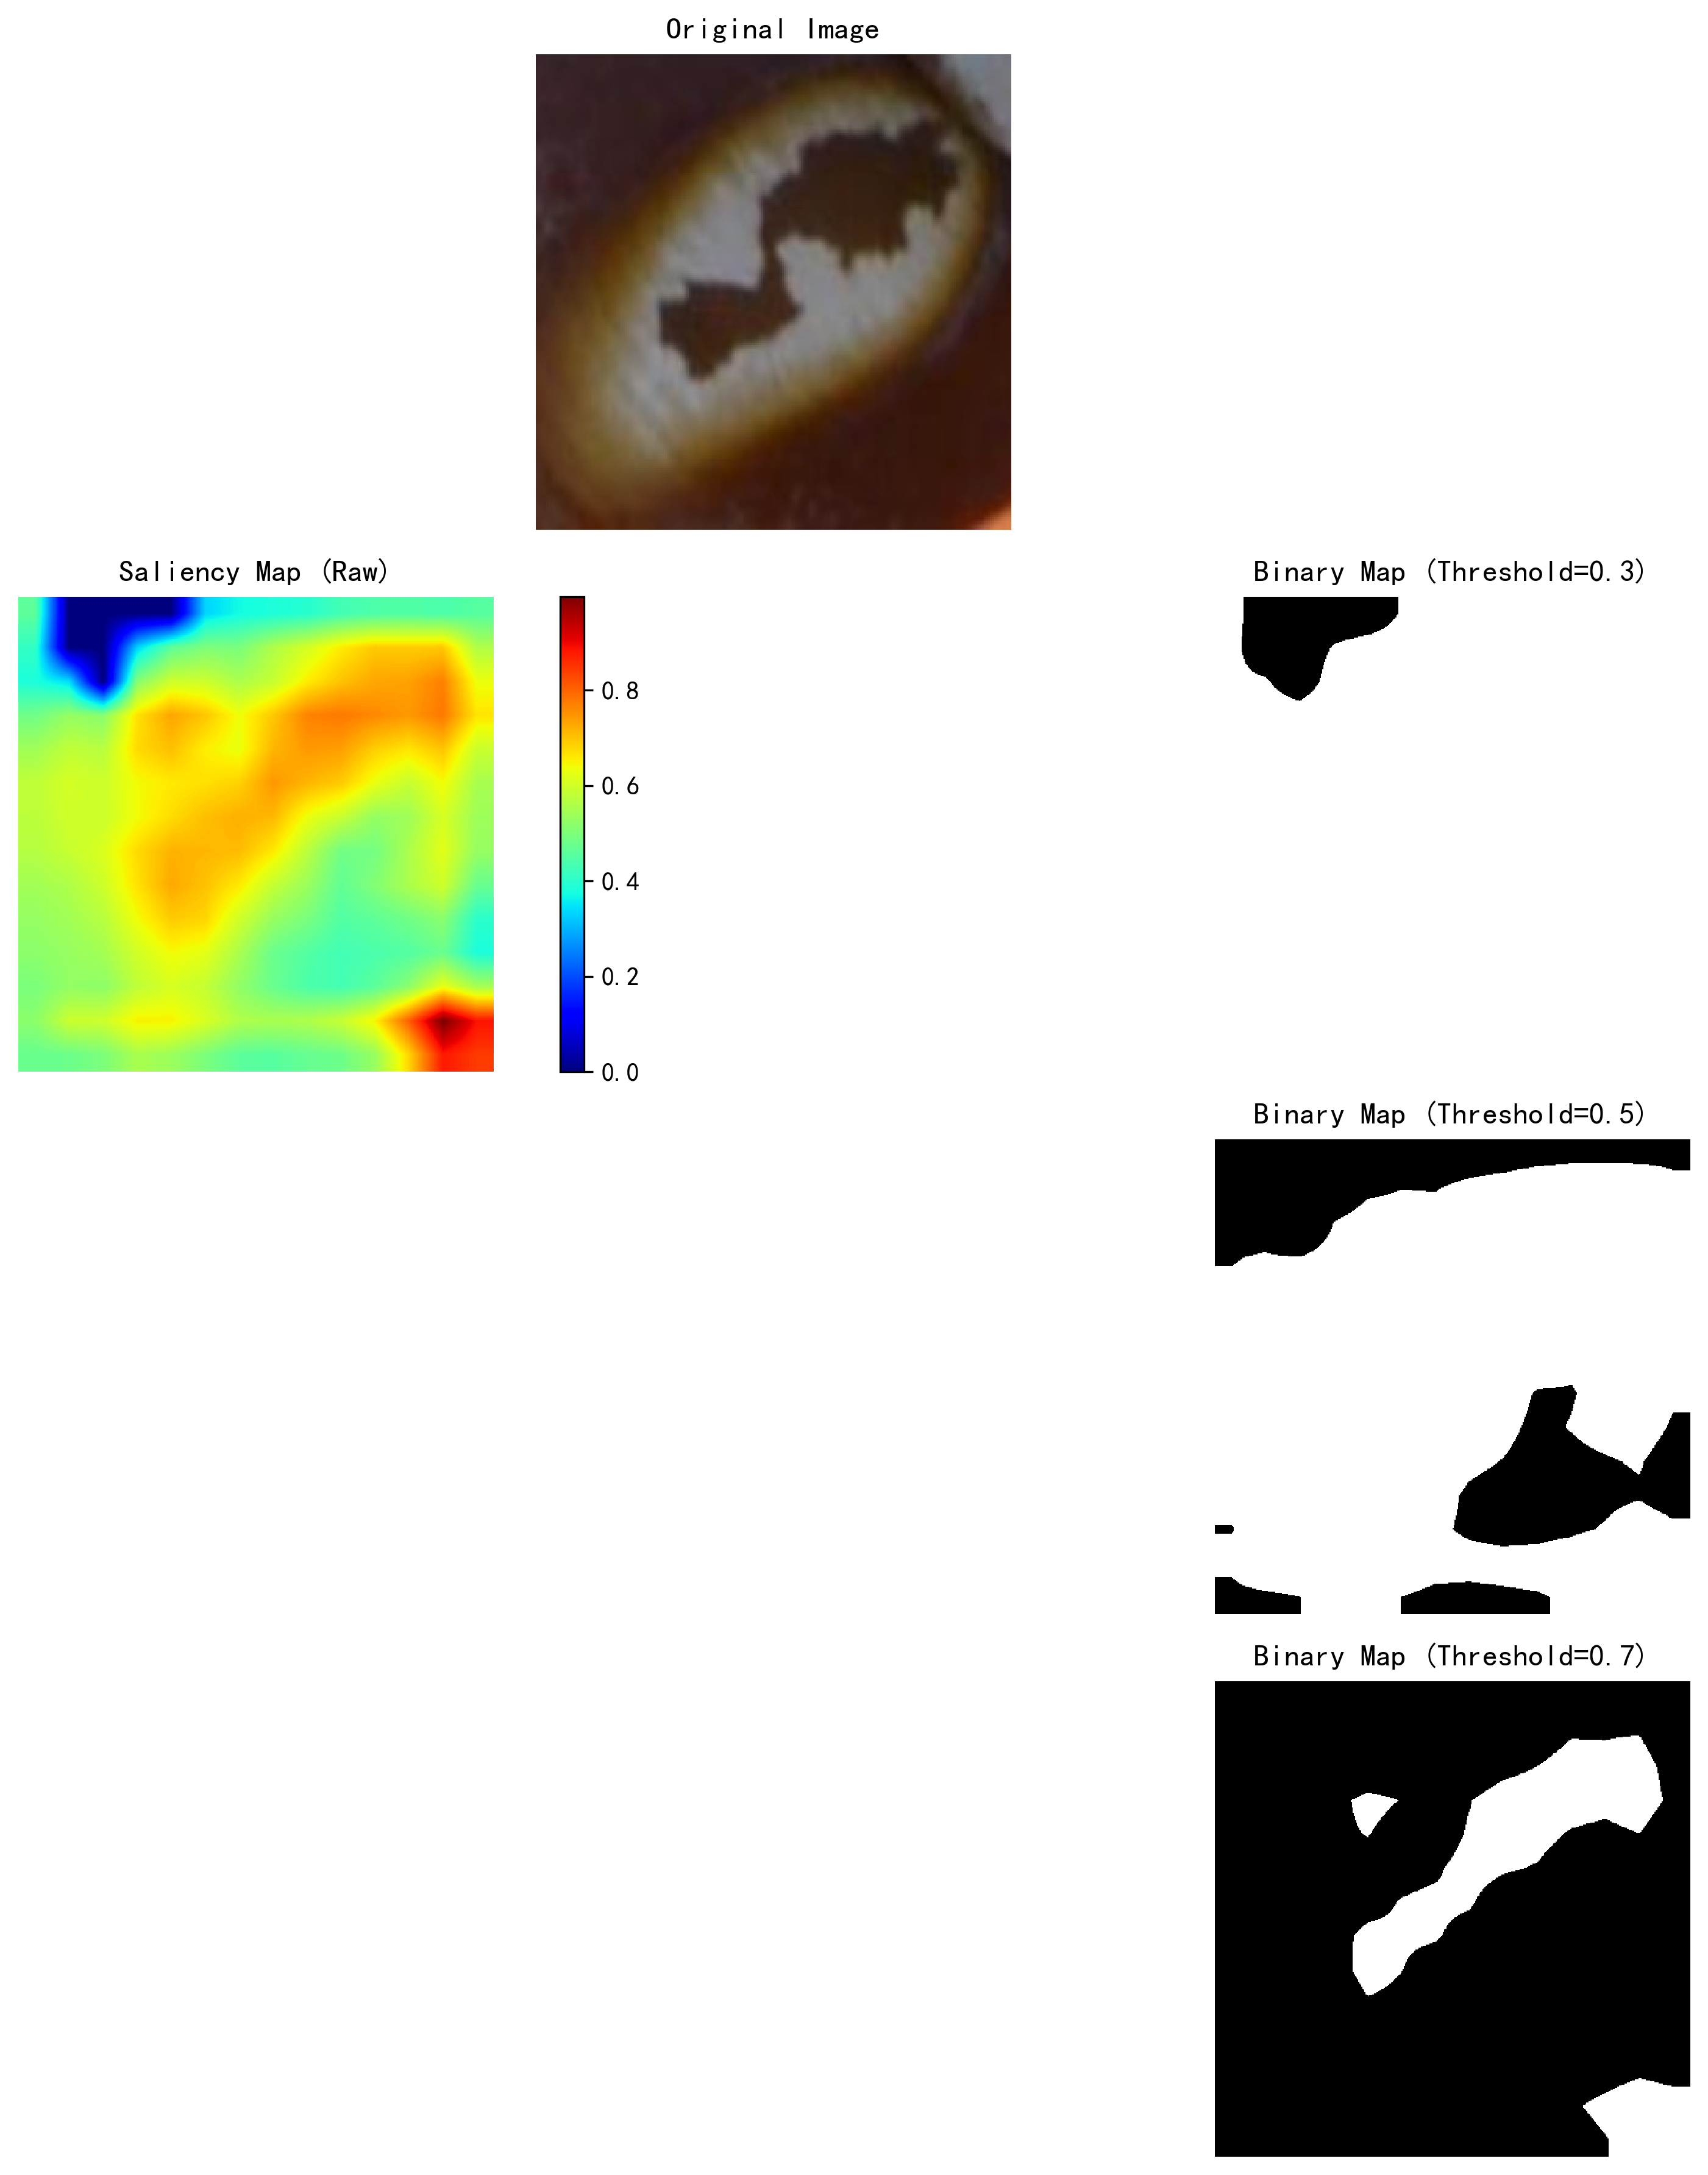 Original Image
Saliency Map (Raw)
Binary Map (Threshold=0.3)
0.8
0.6
0.4
0.2
0.0
Binary Map (Threshold=0.5)
Binary Map (Threshold=0.7)